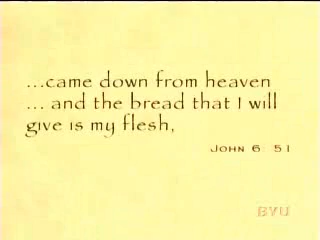 ...came down from heaven
... and the bread that I will
give is my flesh,
John 6: 51
BYU